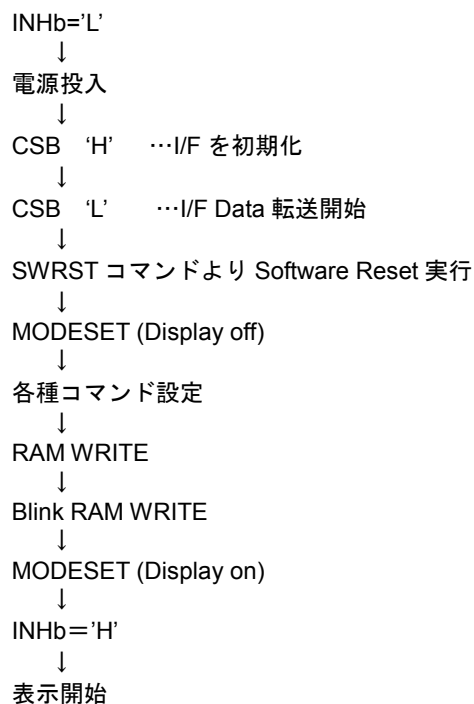 INHb='L'
↓
電源投入
↓
CSB ‘H’ …I/F を初期化
↓
CSB ‘L’ …I/F Data 転送開始
↓
SWRST コマンドより Software Reset 実行
↓
MODESET (Display off)
↓
各種コマンド設定
↓
RAM WRITE
↓
Blink RAM WRITE
↓
MODESET (Display on)
↓
INHb＝'H'
↓
表示開始